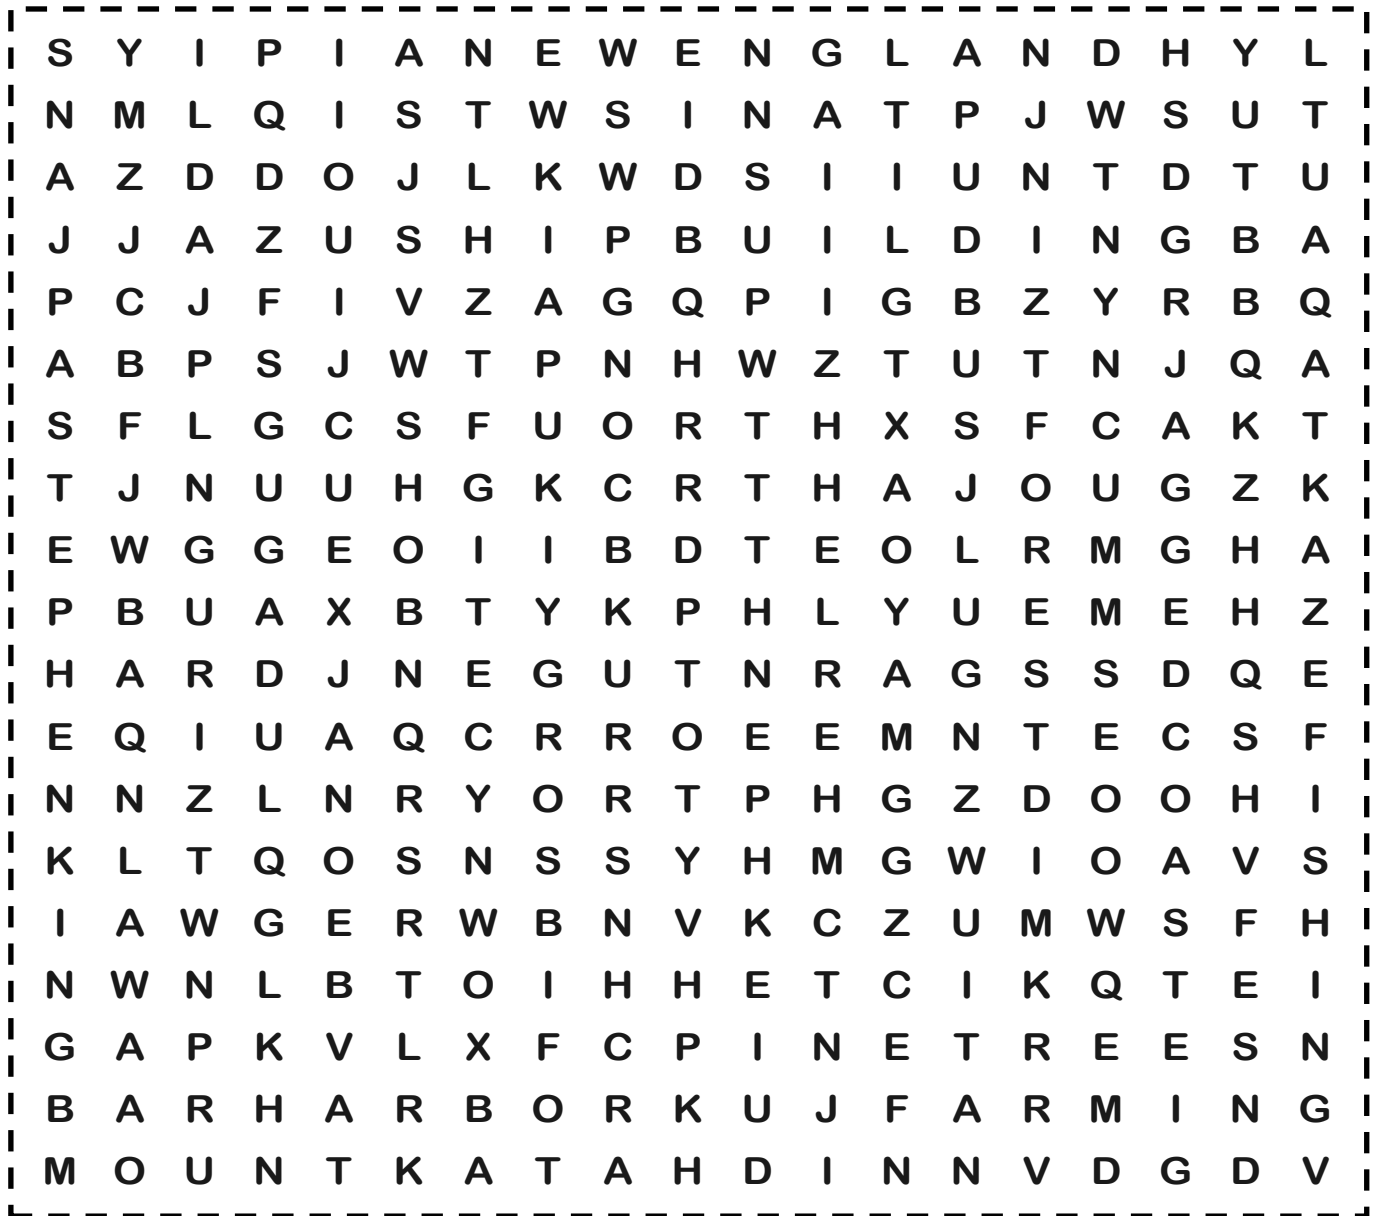 S Y I P I A N E W E N G L A N D H Y L
N M L Q I S T W S I N A T P J W S U T
A Z D D O J L K W D S I I U N T D T U
J J A Z U S H I P B U I L D I N G B A
P C J F I V Z A G Q P I G B Z Y R B Q
A B P S J W T P N H W Z T U T N J Q A
S F L G C S F U O R T H X S F C A K T
T J N U U H G K C R T H A J O U G Z K
E W G G E O I I B D T E O L R M G H A
P B U A X B T Y K P H L Y U E M E H Z
H A R D J N E G U T N R A G S S D Q E
E Q I U A Q C R R O E E M N T E C S F
N N Z L N R Y O R T P H G Z D O O H I
K L T Q O S N S S Y H M G W I O A V S
I A W G E R W B N V K C Z U M W S F H
N W N L B T O I H H E T C I K Q T E I
G A P K V L X F C P I N E T R E E S N
B A R H A R B O R K U J F A R M I N G
M O U N T K A T A H D I N N V D G D V